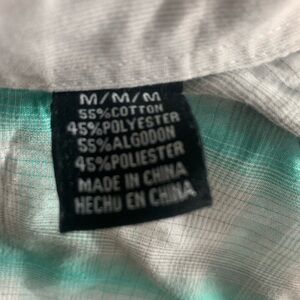 M/M/M
55%COTTON
45%POLYESTER
55%ALGODON
45%POLIESTER
MADE IN CHINA
HECHO EN CHINA